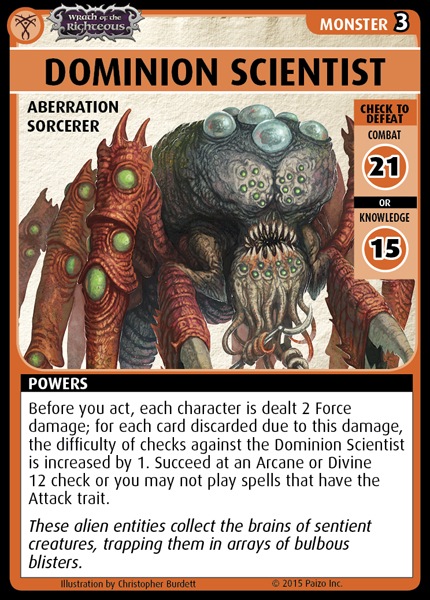 Wrath of the
Righteous
MONSTER 3
DOMINION SCIENTIST
ABERRATION
SORCERER
CHECK TO
DEFEAT
COMBAT
21
OR
KNOWLEDGE
15
POWERS
Before you act, each character is dealt 2 Force
damage; for each card discarded due to this damage,
the difficulty of checks against the Dominion Scientist
is increased by 1. Succeed at an Arcane or Divine
12 check or you may not play spells that have the
Attack trait.
These alien entities collect the brains of sentient
creatures, trapping them in arrays of bulbous
blisters.
Illustration by Christopher Burdett © 2015 Paizo Inc.